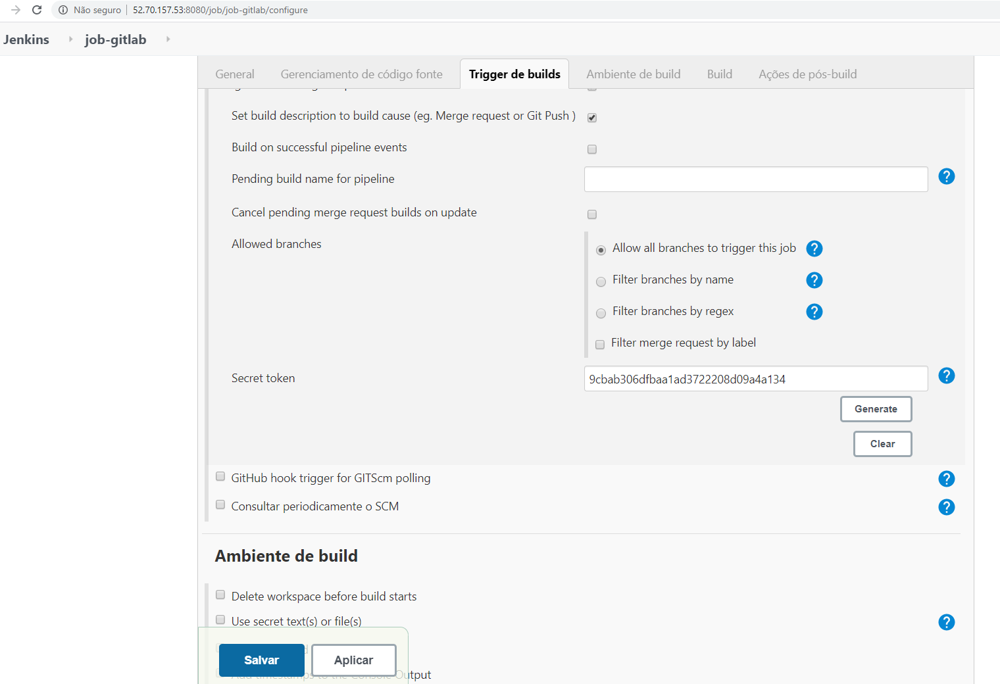 Não seguro 52.70.157.53:8080/job/job-gitlab/configure
Jenkins job-gitlab
General Gerenciamento de código fonte Trigger de builds Ambiente de build Build Ações de pós-build
Set build description to build cause (eg. Merge request or Git Push )
Build on successful pipeline events
Pending build name for pipeline
Cancel pending merge request builds on update
Allowed branches
Allow all branches to trigger this job
Filter branches by name
Filter branches by regex
Filter merge request by label
Secret token
9cbab306dfbaa1ad3722208d09a4a134
Generate
Clear
GitHub hook trigger for GITScm polling
Consultar periodicamente o SCM
Ambiente de build
Delete workspace before build starts
Use secret text(s) or file(s)
Salvar Aplicar
Add timestamps to the Console Output